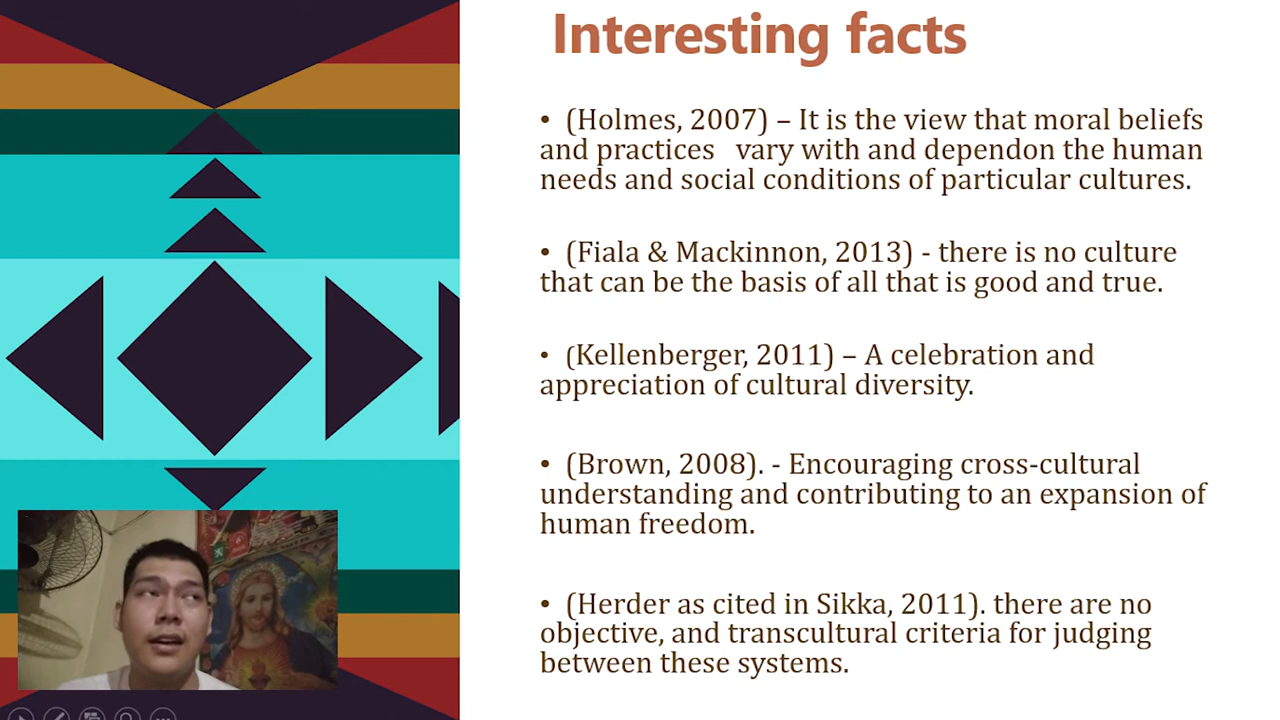 Interesting facts
• (Holmes, 2007) – It is the view that moral beliefs
and practices   vary with and dependon the human
needs and social conditions of particular cultures.
• (Fiala & Mackinnon, 2013) - there is no culture
that can be the basis of all that is good and true.
• (Kellenberger, 2011) – A celebration and
appreciation of cultural diversity.
• (Brown, 2008). - Encouraging cross-cultural
understanding and contributing to an expansion of
human freedom.
• (Herder as cited in Sikka, 2011). there are no
objective, and transcultural criteria for judging
between these systems.